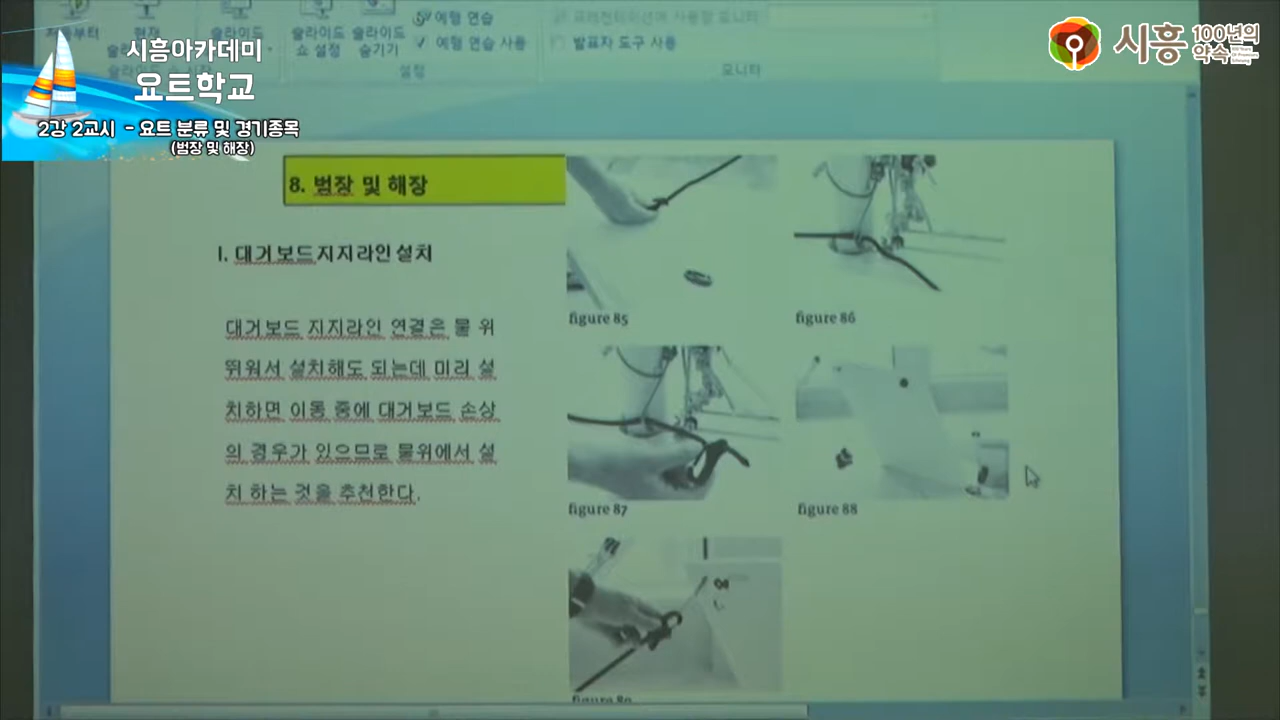 현재
슬라이드
슬라이드
슬라이드
쇼 설정
숨기기
예행 연습
예행 연습 사용
설정
발표자 도구 사용
모니터
시흥아카데미
요트학교
2강 2교시 - 요트 분류 및 경기종목
(범장 및 해장)
시흥
100년의
약속
8. 범장 및 해장
I. 대거보드지지라인 설치
대거보드 지지라인 연결은 물 위
뛰워서 설치해도 되는데 미리 설
치하면 이동 중에 대거보드 손상
의 경우가 있으므로 물위에서 설
치 하는 것을 추천한다.
figure 85
figure 86
figure 87
figure 88
figure 89